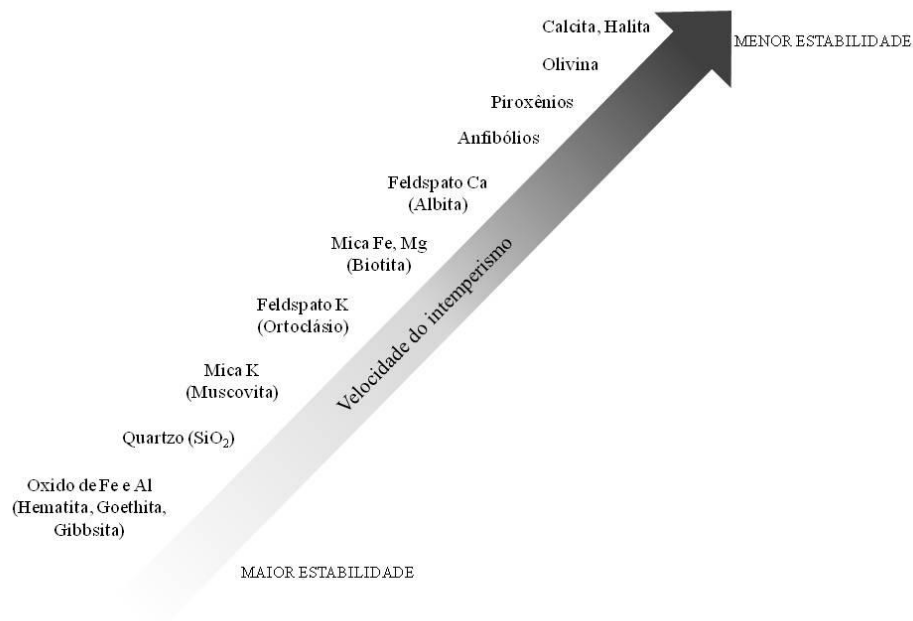 Calcita, Halita
MENOR ESTABILIDADE
Olivina
Piroxênios
Anfibólios
Feldspato Ca
(Albita)
Mica Fe, Mg
(Biotita)
Velocidade do intemperismo
Feldspato K
(Ortoclásio)
Mica K
(Muscovita)
Quartzo (SiO₂)
Oxido de Fe e Al
(Hematita, Goethita,
Gibbsita)
MAIOR ESTABILIDADE